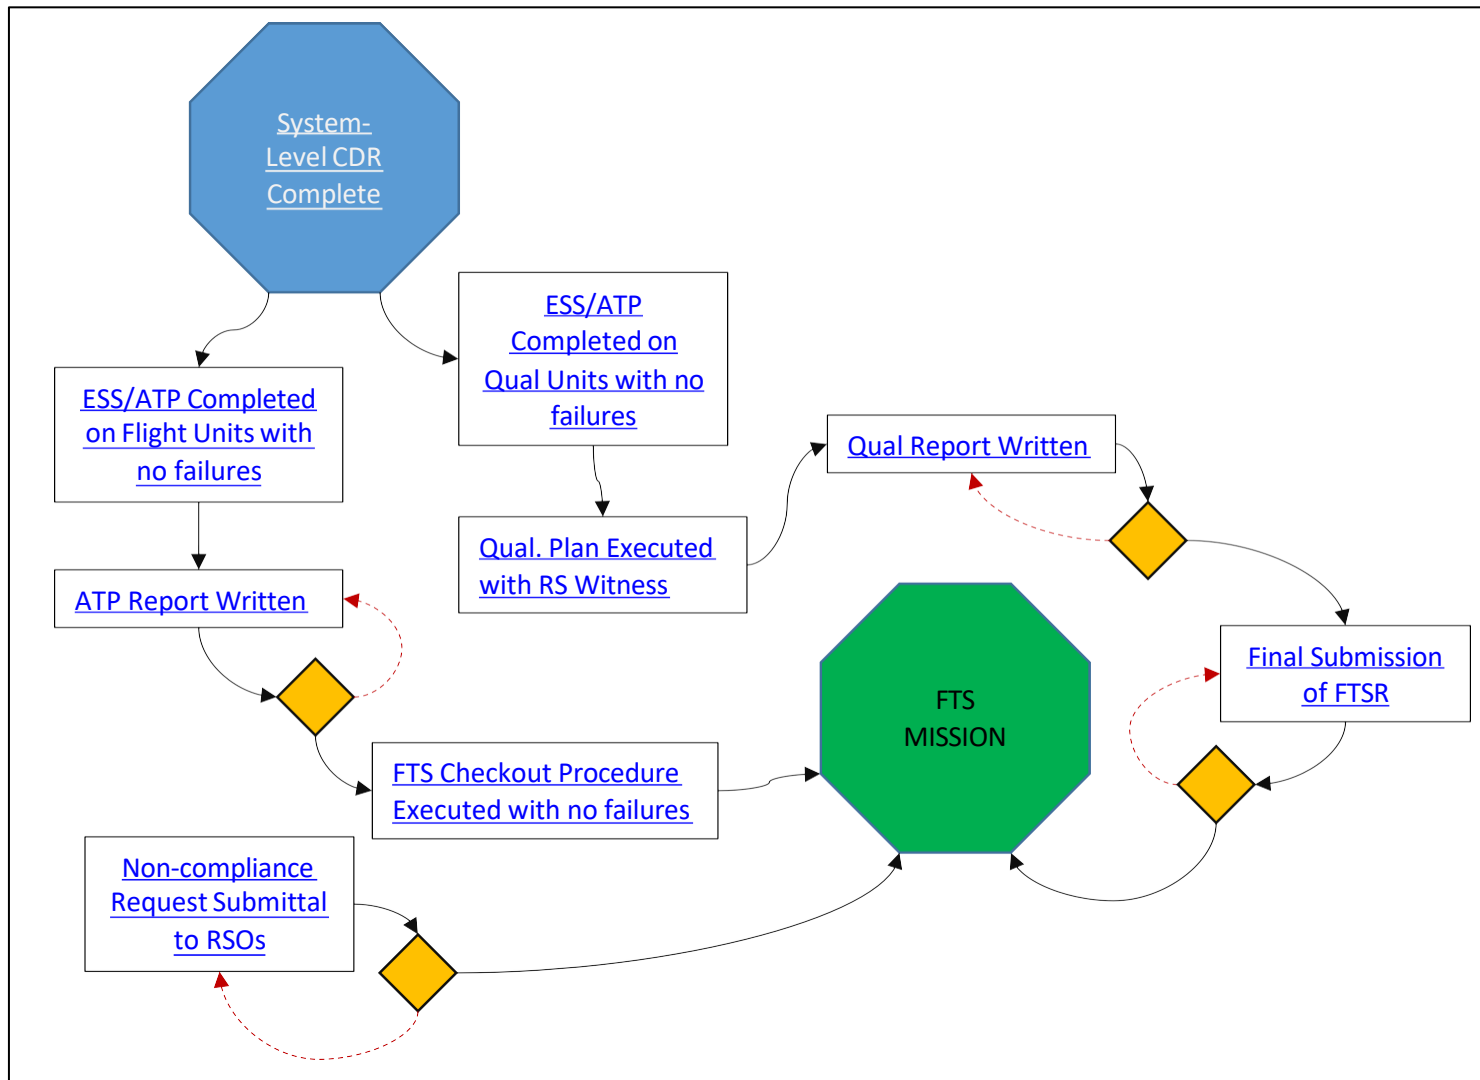 System-
Level CDR
Complete
ESS/ATP
Completed on
Qual Units with no
failures
ESS/ATP Completed
on Flight Units with
no failures
Qual Report Written
Qual. Plan Executed
with RS Witness
ATP Report Written
Final Submission
of FTSR
FTS
MISSION
FTS Checkout Procedure
Executed with no failures
Non-compliance
Request Submittal
to RSOs